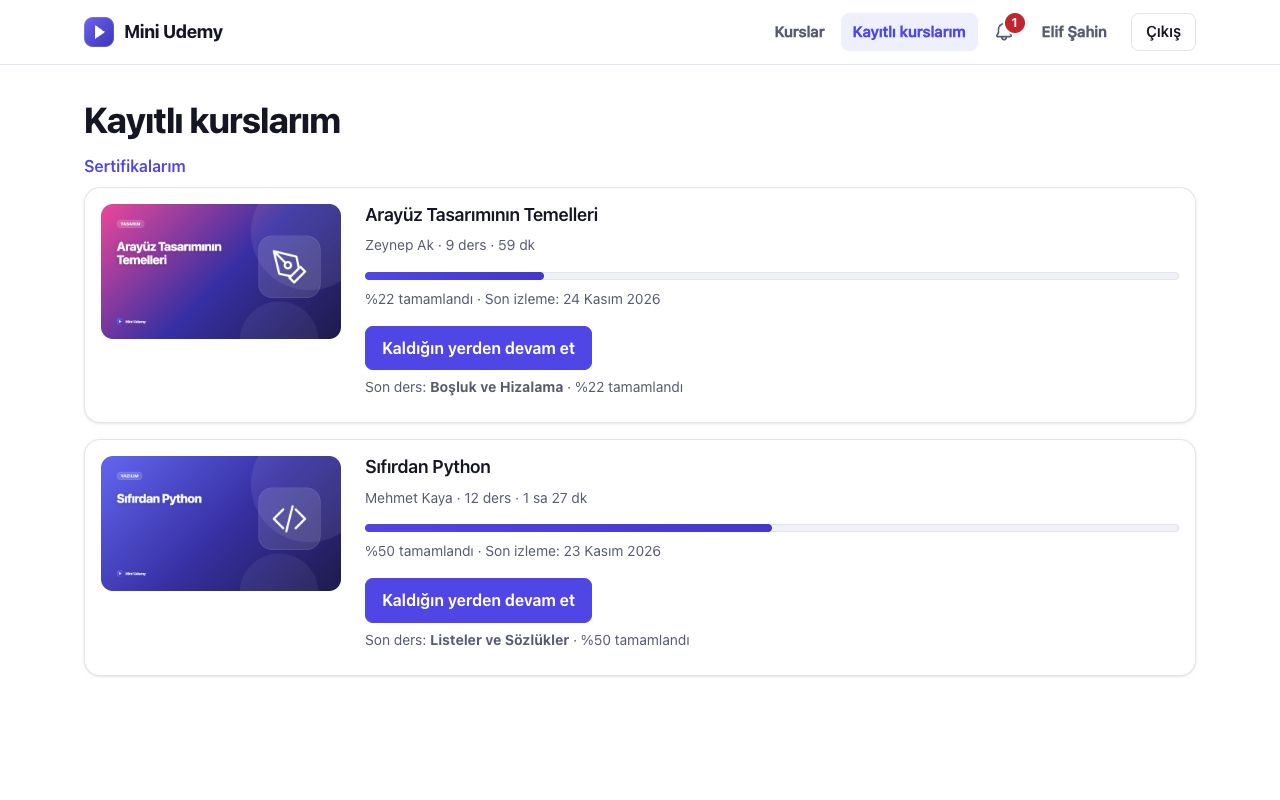 Mini Udemy
Kurslar
Kayıtlı kurslarım
1
Elif Şahin
Çıkış
Kayıtlı kurslarım
Sertifikalarım
TASARIM
Arayüz Tasarımının
Temelleri
Mini Udemy
Arayüz Tasarımının Temelleri
Zeynep Ak · 9 ders · 59 dk
%22 tamamlandı · Son izleme: 24 Kasım 2026
Kaldığın yerden devam et
Son ders: Boşluk ve Hizalama · %22 tamamlandı
YAZILIM
Sıfırdan Python
Mini Udemy
Sıfırdan Python
Mehmet Kaya · 12 ders · 1 sa 27 dk
%50 tamamlandı · Son izleme: 23 Kasım 2026
Kaldığın yerden devam et
Son ders: Listeler ve Sözlükler · %50 tamamlandı